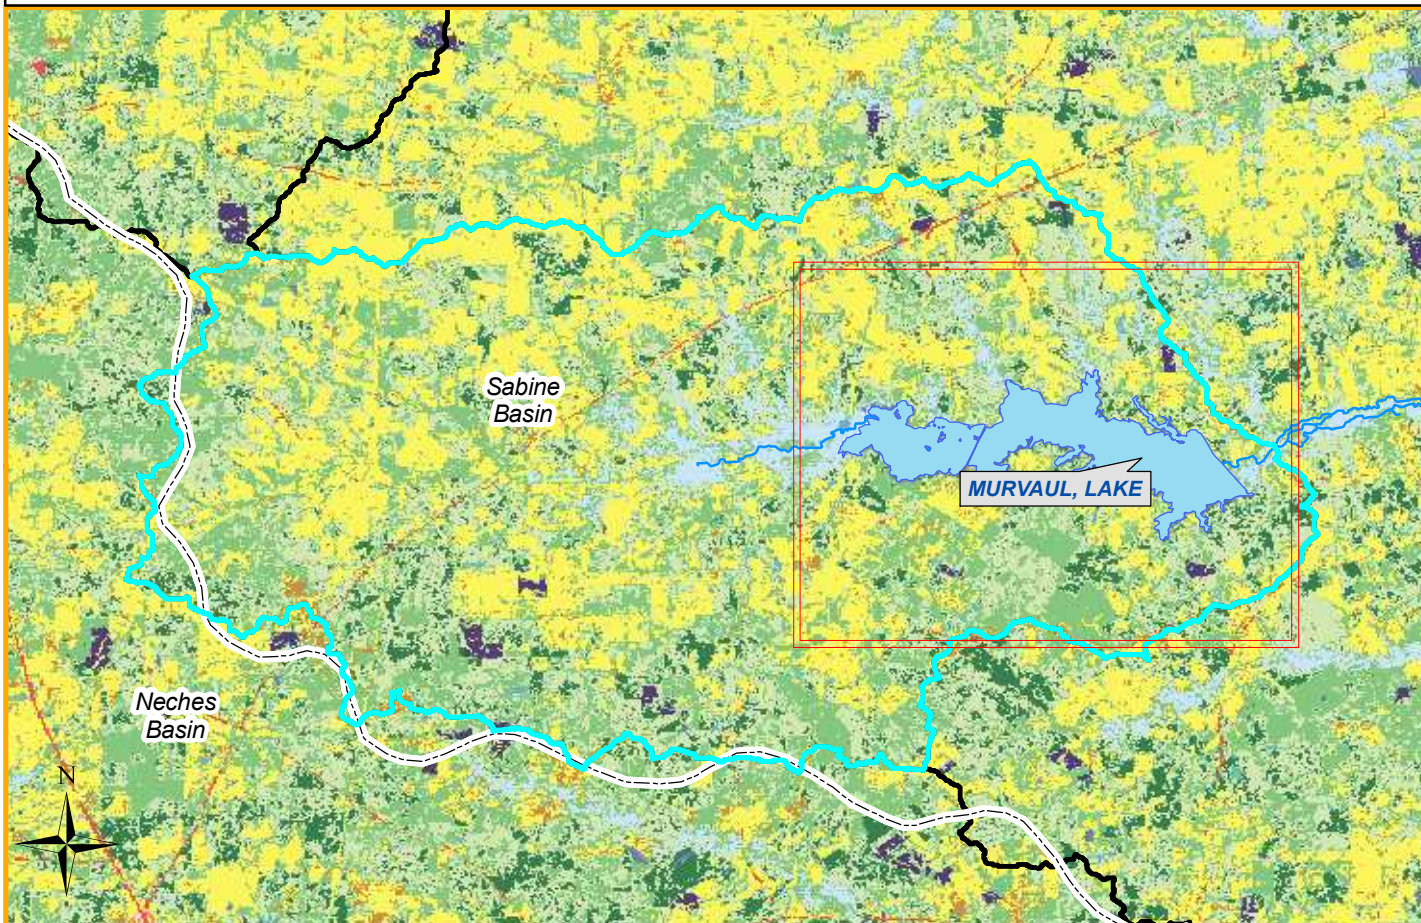 Sabine
Basin
MURVAUL, LAKE
Neches
Basin
N